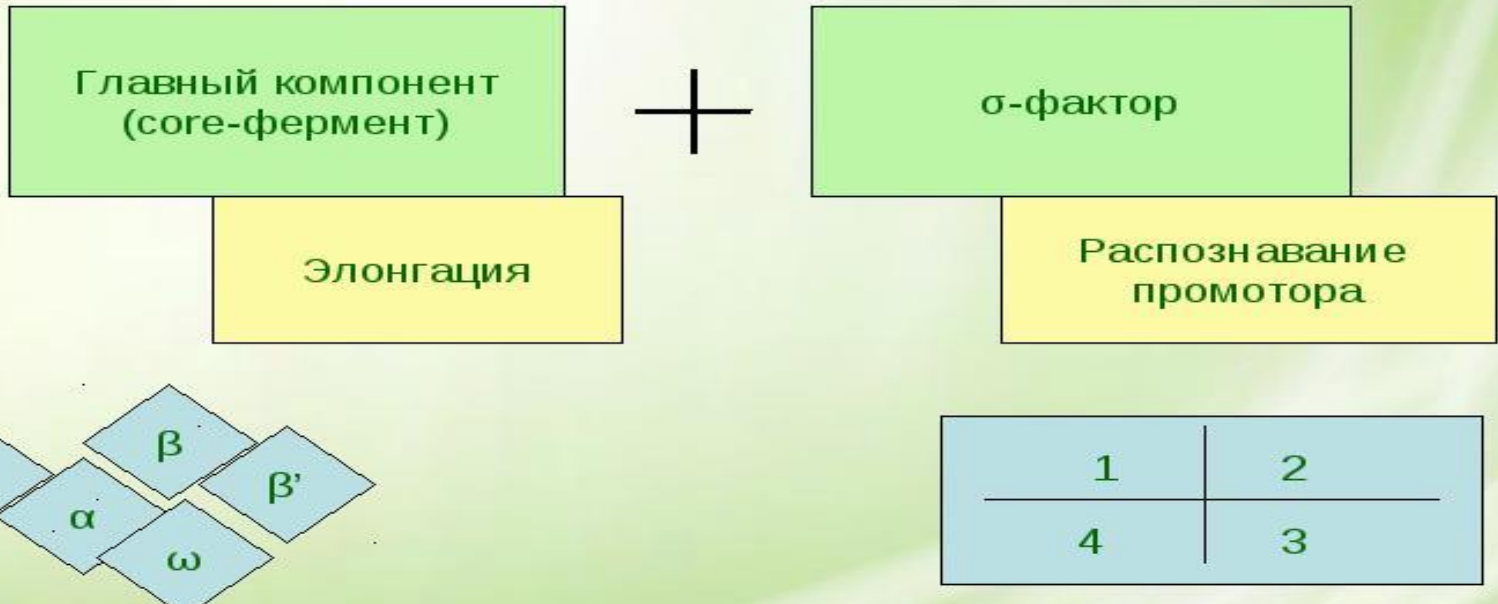 Главный компонент
(core-фермент)
σ-фактор
Элонгация
Распознавание
промотора
β
β’
α
ω
1 2
4 3